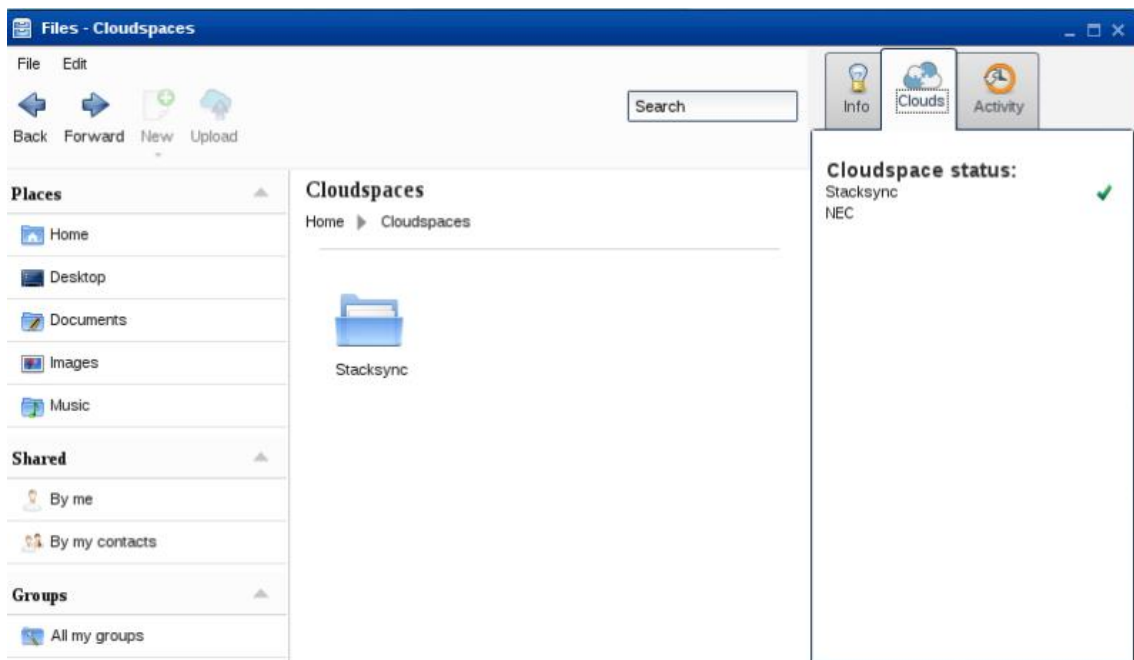 Files - Cloudspaces
File Edit
Back Forward New Upload
Search
Info Clouds Activity
Places
Home
Desktop
Documents
Images
Music
Shared
By me
By my contacts
Groups
All my groups
Cloudspaces
Home Cloudspaces
Stacksync
Cloudspace status:
Stacksync
NEC